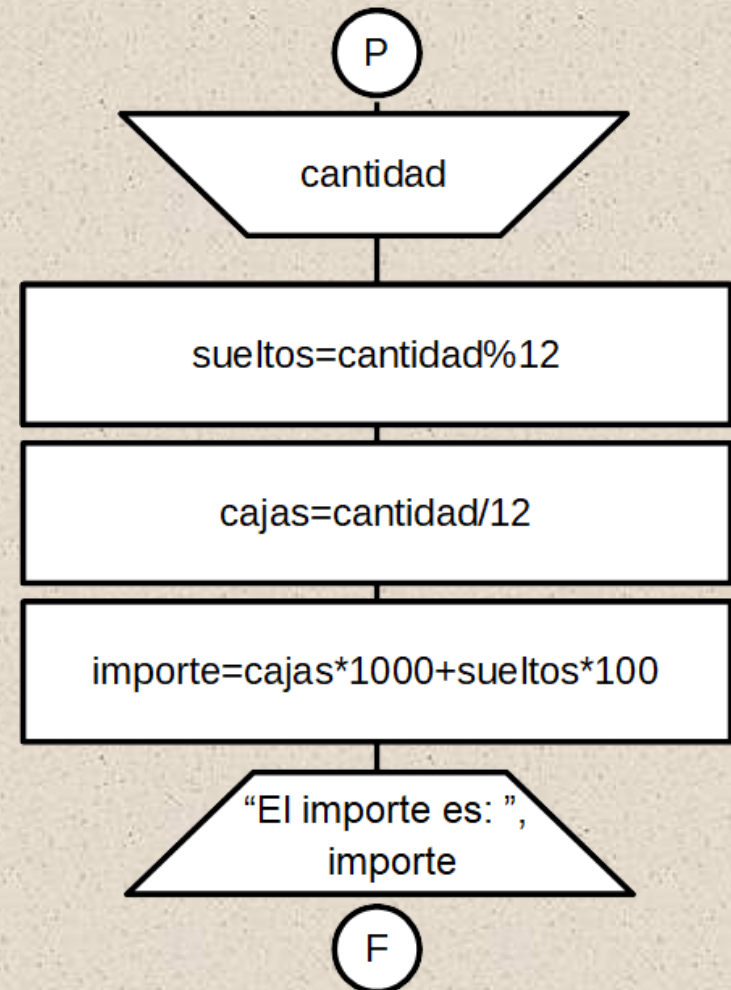 P
cantidad
sueltos=cantidad%12
cajas=cantidad/12
importe=cajas*1000+sueltos*100
“El importe es: ”,
importe
F